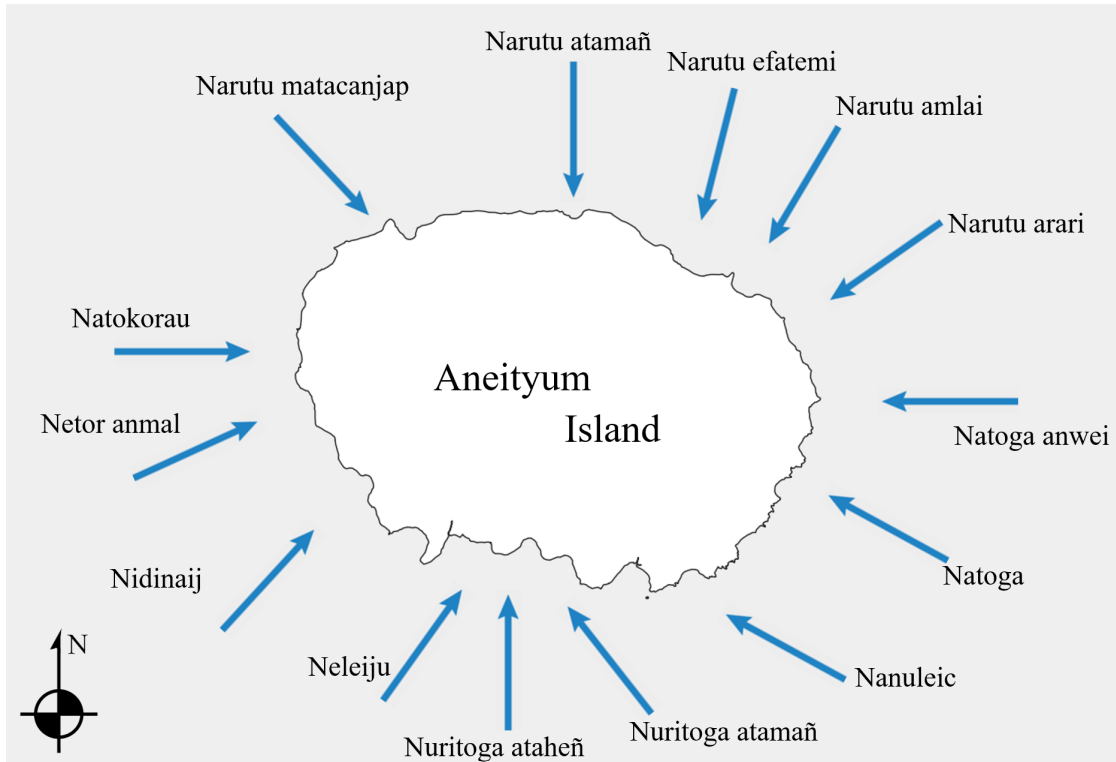 Narutu atamañ
Narutu efatemi
Narutu matacanjap
Narutu amlai
Narutu arari
Natokorau
Aneityum
Island
Netor anmal
Natoga anwei
Nidinaij
Natoga
N
Neleiju
Nanuleic
Nuritoga atamañ
Nuritoga ataheñ